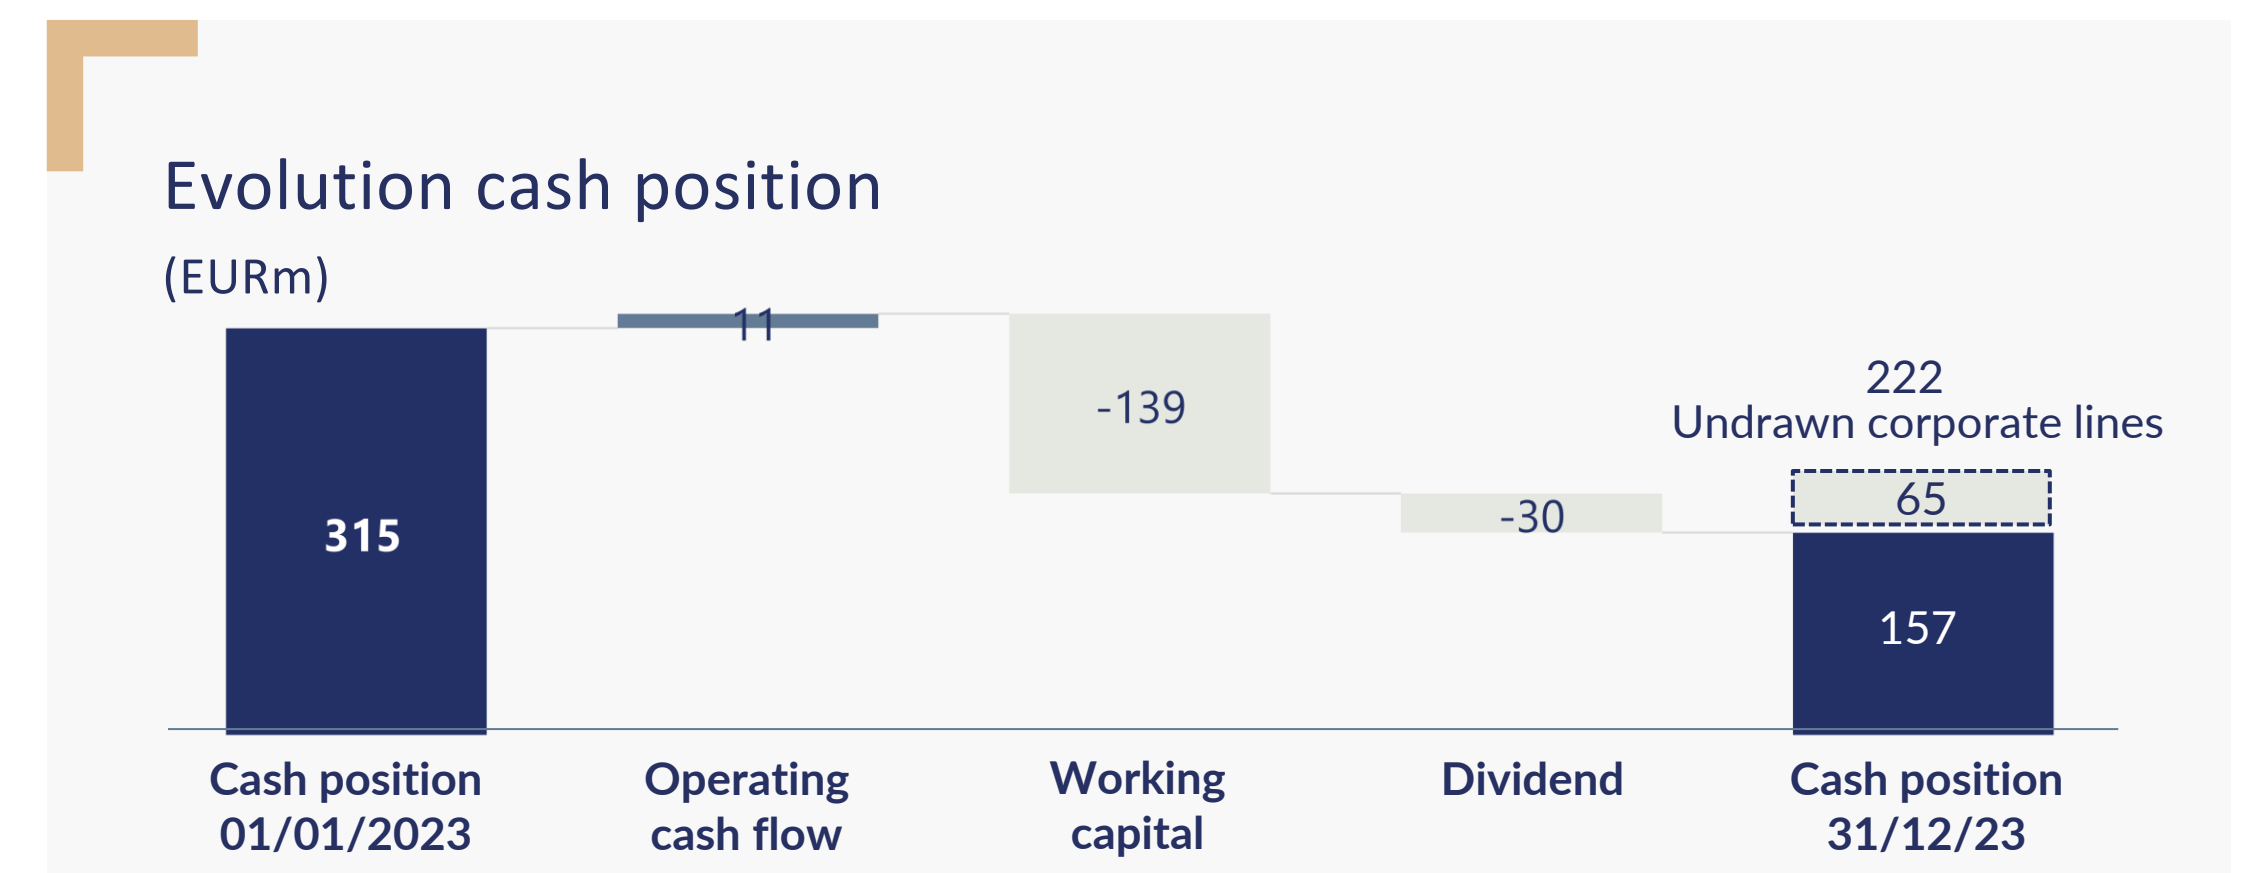 Evolution cash position
(EURm)
315
11
-139
-30
222
Undrawn corporate lines
65
157
Cash position
01/01/2023
Operating
cash flow
Working
capital
Dividend
Cash position
31/12/23